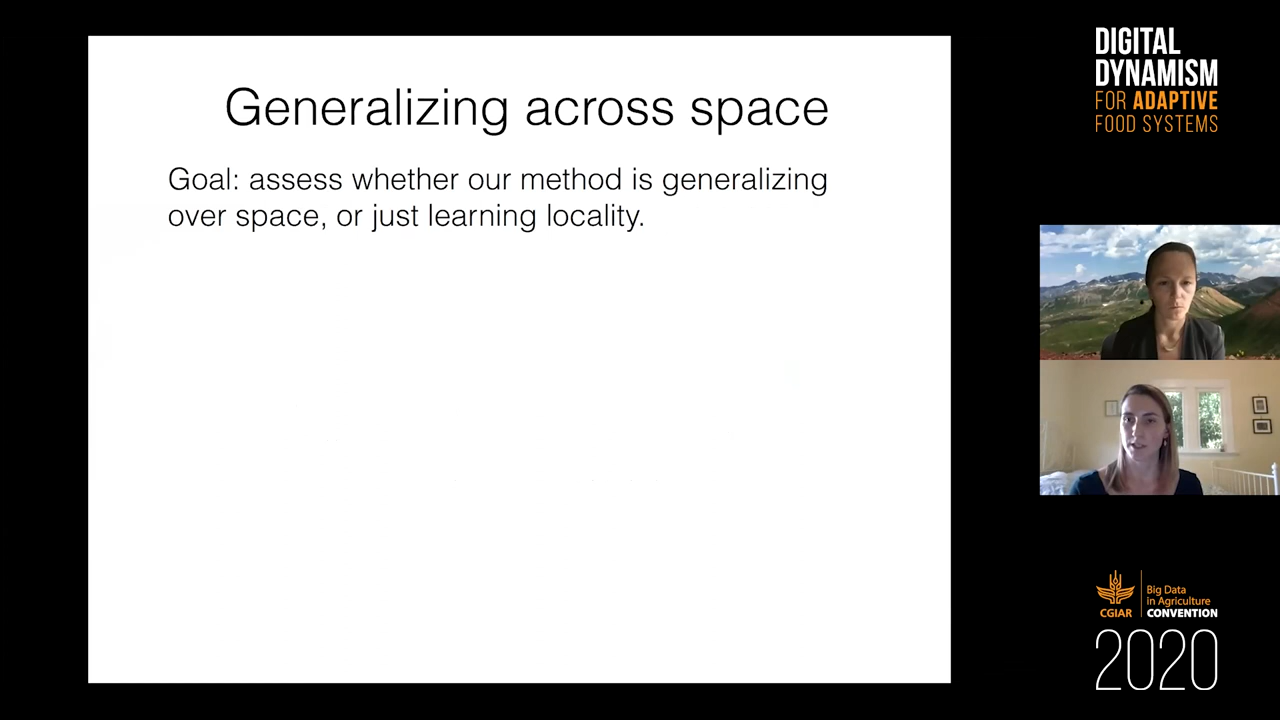 Generalizing across space
Goal: assess whether our method is generalizing
over space, or just learning locality.
DIGITAL
DYNAMISM
FOR ADAPTIVE
FOOD SYSTEMS
CGIAR
Big Data
in Agriculture
CONVENTION
2020